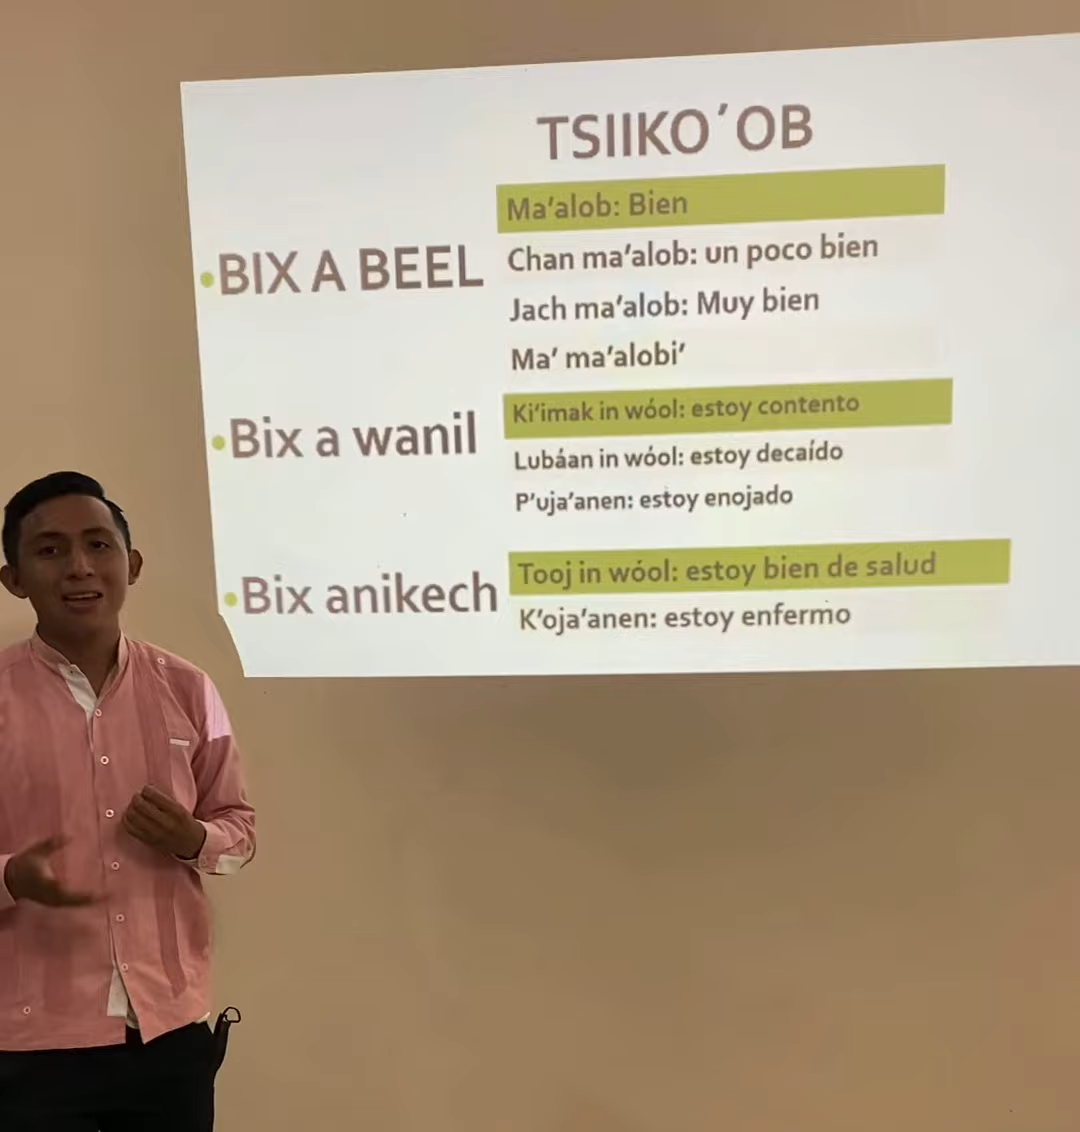 TSIIKO´OB
•BIX A BEEL
Ma’alob: Bien
Chan ma’alob: un poco bien
Jach ma’alob: Muy bien
Ma’ ma’alobi’
•Bix a wanil
Ki’imak in wóol: estoy contento
Lubáan in wóol: estoy decaído
P’uja’anen: estoy enojado
•Bix anikech
Tooj in wóol: estoy bien de salud
K’oja’anen: estoy enfermo